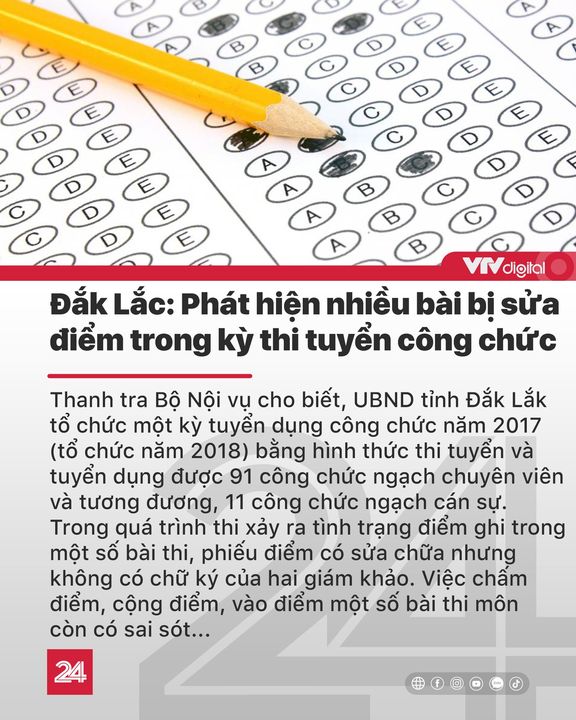 VTVdigital
Đắk Lắc: Phát hiện nhiều bài bị sửa
điểm trong kỳ thi tuyển công chức
Thanh tra Bộ Nội vụ cho biết, UBND tỉnh Đắk Lắk
tổ chức một kỳ tuyển dụng công chức năm 2017
(tổ chức năm 2018) bằng hình thức thi tuyển và
tuyển dụng được 91 công chức ngạch chuyên viên
và tương đương, 11 công chức ngạch cán sự.
Trong quá trình thi xảy ra tình trạng điểm ghi trong
một số bài thi, phiếu điểm có sửa chữa nhưng
không có chữ ký của hai giám khảo. Việc chấm
điểm, cộng điểm, vào điểm một số bài thi môn
còn có sai sót...
24